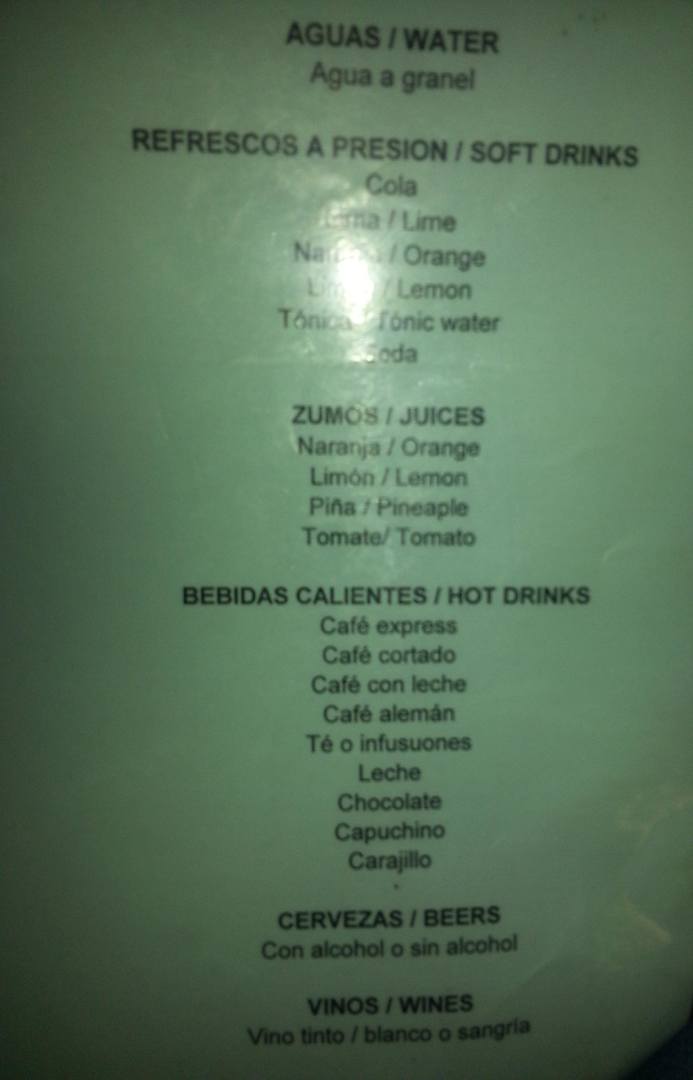 AGUAS / WATER
Agua a granel
REFRESCOS A PRESION / SOFT DRINKS
Cola
/ Lime
/ Orange
/ Lemon
Tónica / Tónic water
Soda
ZUMOS / JUICES
Naranja / Orange
Limón / Lemon
Piña / Pineaple
Tomate/ Tomato
BEBIDAS CALIENTES / HOT DRINKS
Café express
Café cortado
Café con leche
Café alemán
Té o infusuones
Leche
Chocolate
Capuchino
Carajillo
CERVEZAS / BEERS
Con alcohol o sin alcohol
VINOS / WINES
Vino tinto / blanco o sangría